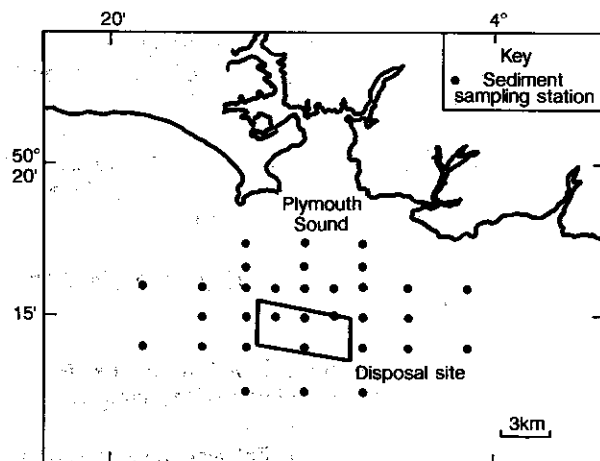 20'
4°
Key
Sediment
sampling station
50°
20'
Plymouth
Sound
15'
Disposal site
3km